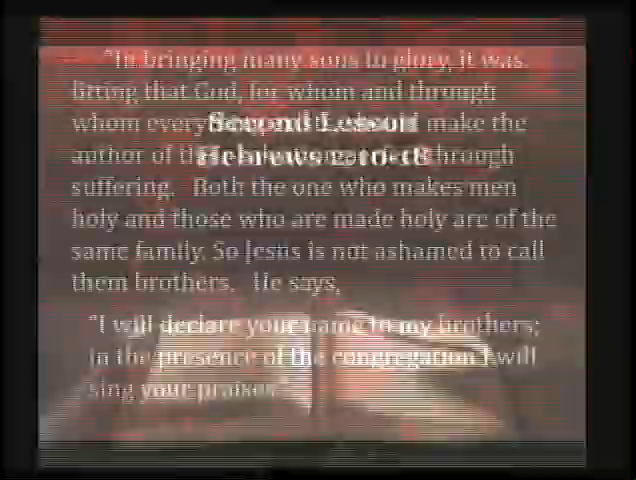 "In bringing many sons to glory, it was
fitting that God, for whom and through
whom every make the
Second Lesson
author of through
Hebrews 2:10-18
suffering. Both the one who makes men
holy and those who are made holy are of the
same family. So Jesus is not ashamed to call
them brothers. He says,
"I will declare your name to my brothers;
in the presence of the congregation I will
sing your praises"